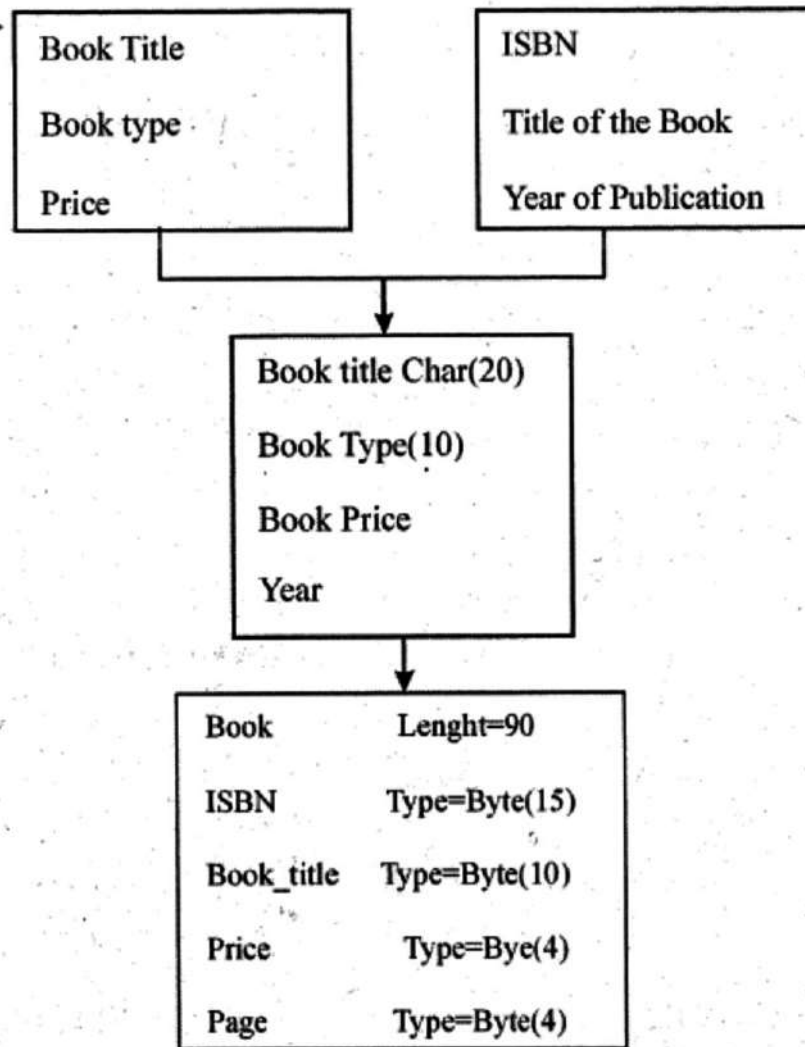 Book Title
Book type
Price
ISBN
Title of the Book
Year of Publication
Book title Char(20)
Book Type(10)
Book Price
Year
Book Lenght=90
ISBN Type=Byte(15)
Book_title Type=Byte(10)
Price Type=Bye(4)
Page Type=Byte(4)